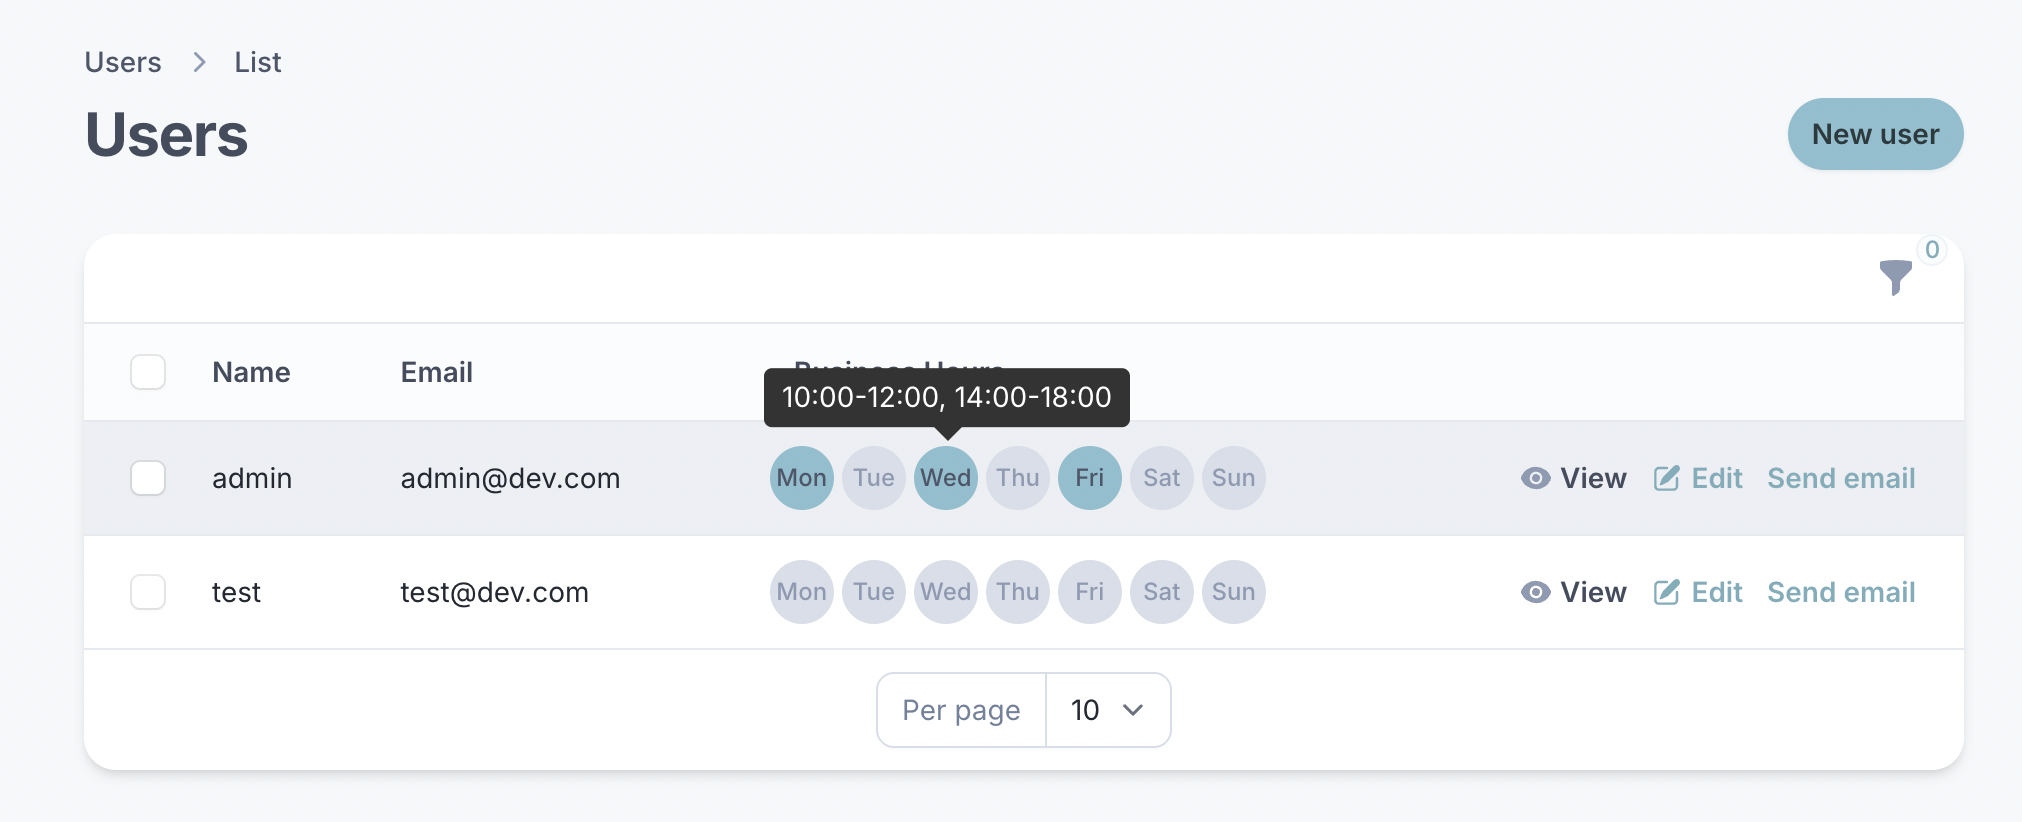 Users > List
Users
New user
0
Name Email Business Hours
10:00-12:00, 14:00-18:00
admin admin@dev.com Mon Tue Wed Thu Fri Sat Sun View Edit Send email
test test@dev.com Mon Tue Wed Thu Fri Sat Sun View Edit Send email
Per page 10